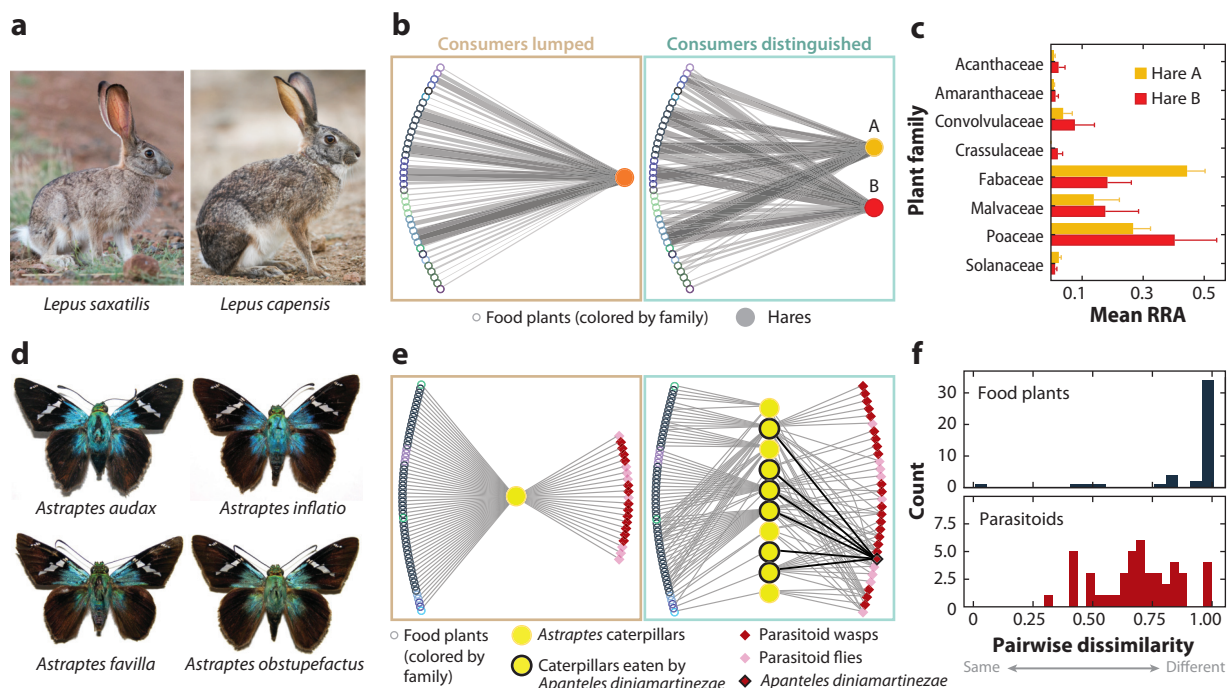 a
Lepus saxatilis
Lepus capensis
b
Consumers lumped
Consumers distinguished
A
B
Food plants (colored by family)
Hares
c
Plant family
Acanthaceae
Amaranthaceae
Convolvulaceae
Crassulaceae
Fabaceae
Malvaceae
Poaceae
Solanaceae
Hare A
Hare B
0.1
0.3
0.5
Mean RRA
d
Astraptes audax
Astraptes inflatio
Astraptes favilla
Astraptes obstupefactus
e
Food plants
(colored by
family)
Astraptes caterpillars
Caterpillars eaten by
Apanteles diniamartinezae
Parasitoid wasps
Parasitoid flies
Apanteles diniamartinezae
f
Count
Food plants
30
20
10
0
Parasitoids
7.5
5.0
2.5
0
0
0.25
0.50
0.75
1.00
Pairwise dissimilarity
Same
Different